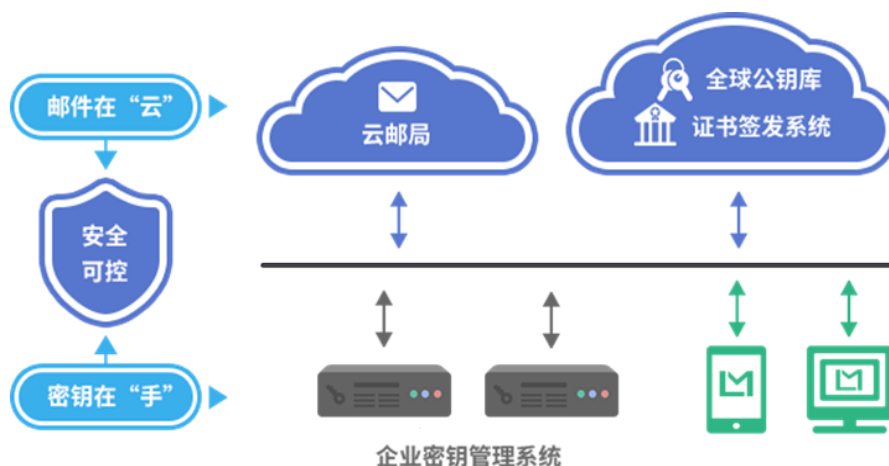 邮件在“云”
云邮局
全球公钥库
证书签发系统
安全
可控
密钥在“手”
企业密钥管理系统